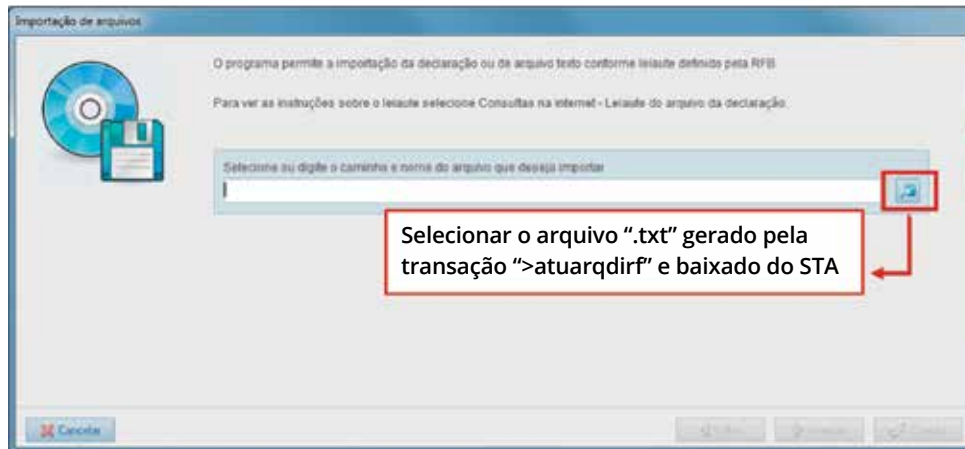 Importação de arquivos
O programa permite a importação da declaração ou de arquivo texto conforme leiaute definido pela RFB
Para ver as instruções sobre o leiaute selecione Consultas na internet - Leiaute do arquivo da declaração.
Selecione ou digite o caminho e nome do arquivo que deseja importar
Selecionar o arquivo “.txt” gerado pela
transação “>atuarqdirf” e baixado do STA
Cancelar